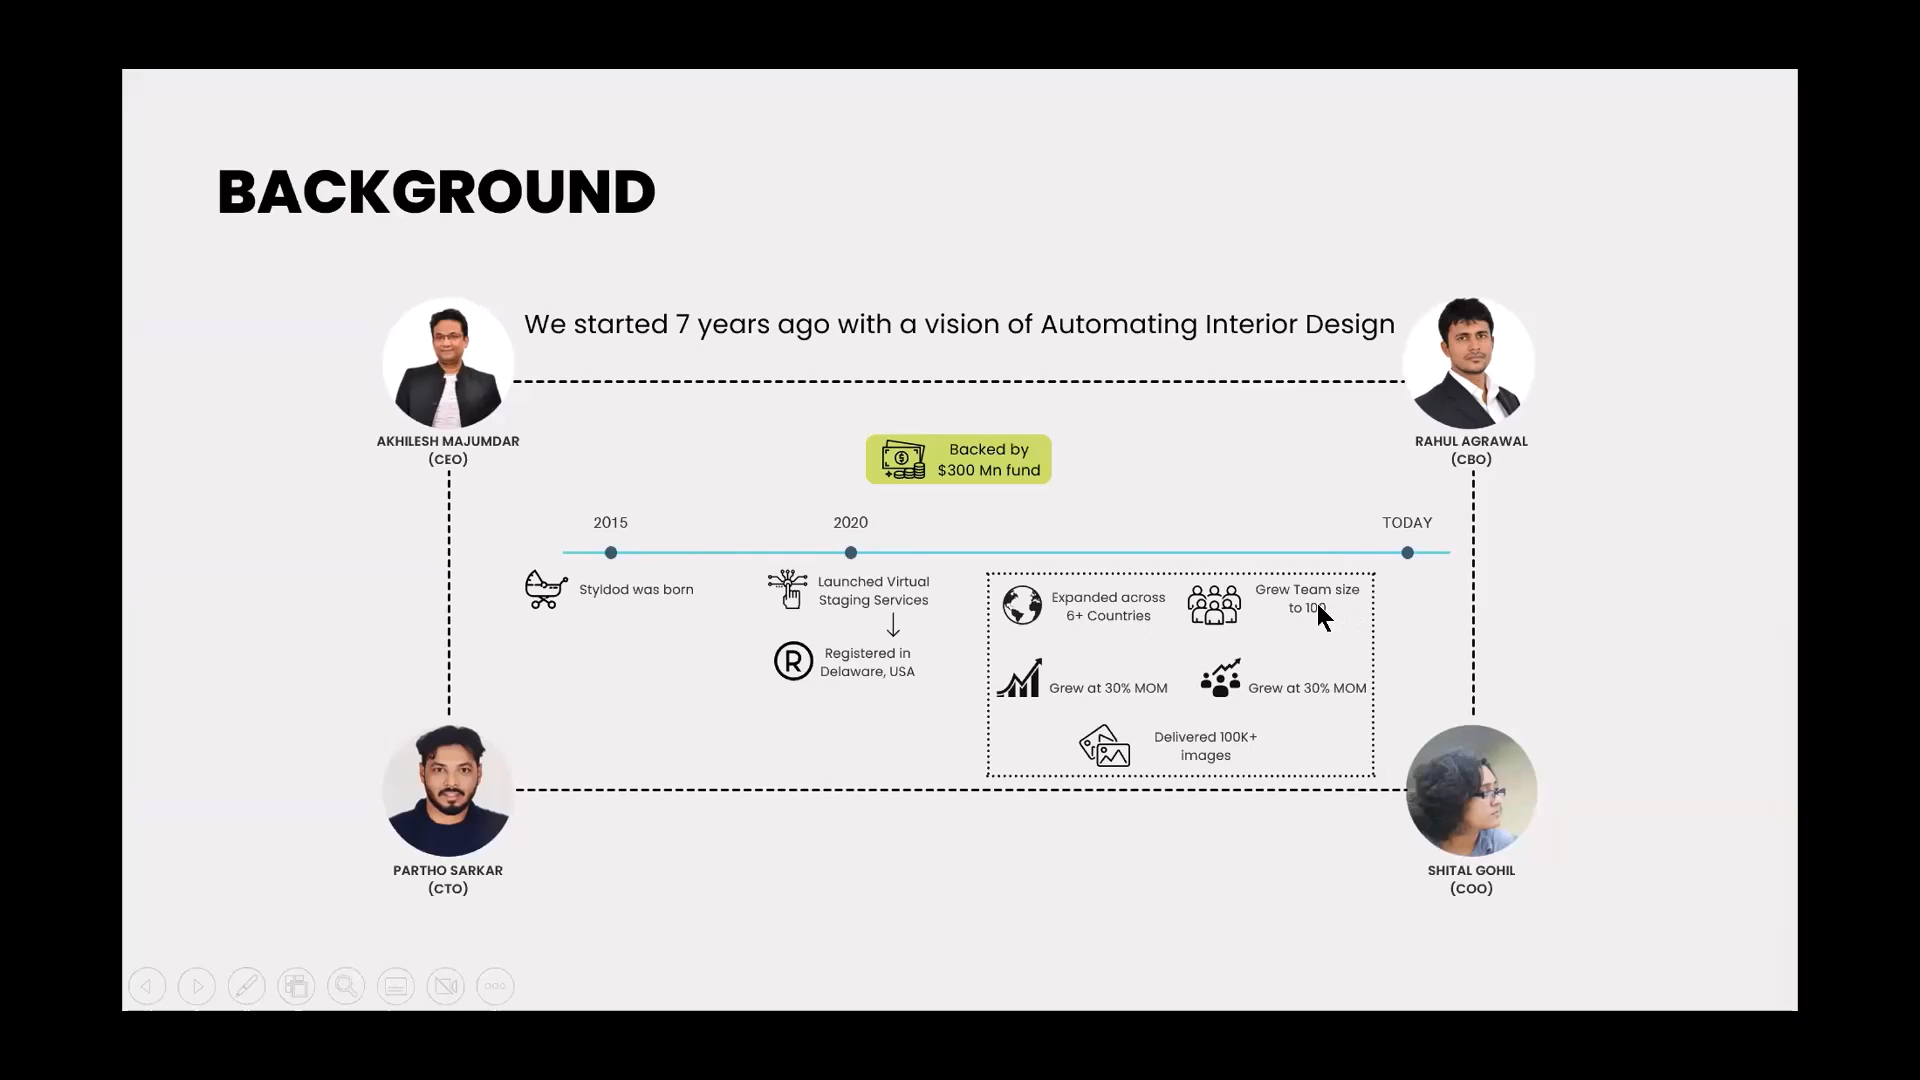 BACKGROUND
We started 7 years ago with a vision of Automating Interior Design
AKHILESH MAJUMDAR
(CEO)
RAHUL AGRAWAL
(CBO)
Backed by
$300 Mn fund
2015
2020
TODAY
Styldod was born
Launched Virtual
Staging Services
Registered in
Delaware, USA
Expanded across
6+ Countries
Grew Team size
to 100
Grew at 30% MOM
Grew at 30% MOM
Delivered 100K+
images
PARTHO SARKAR
(CTO)
SHITAL GOHIL
(COO)